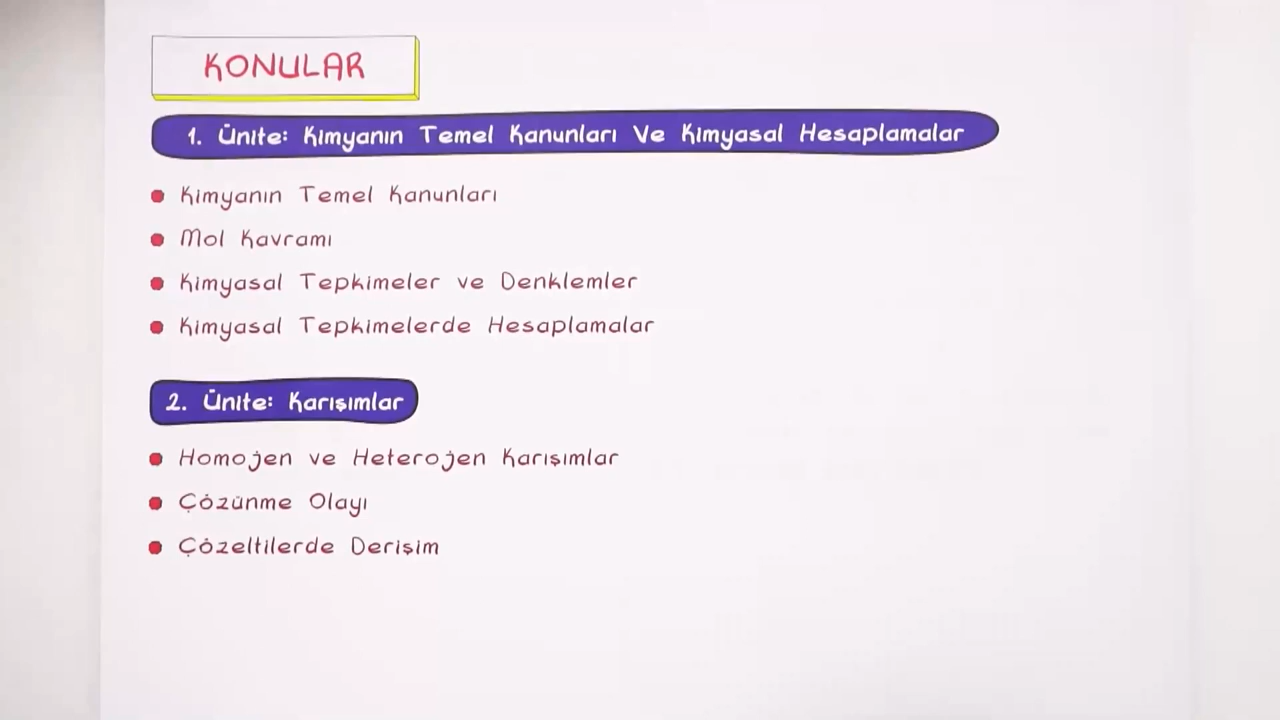 KONULAR
1. Ünite: Kimyanın Temel Kanunları Ve Kimyasal Hesaplamalar
Kimyanın Temel Kanunları
Mol Kavramı
Kimyasal Tepkimeler ve Denklemler
Kimyasal Tepkimelerde Hesaplamalar
2. Ünite: Karışımlar
Homojen ve Heterojen Karışımlar
Çözünme Olayı
Çözeltilerde Derişim